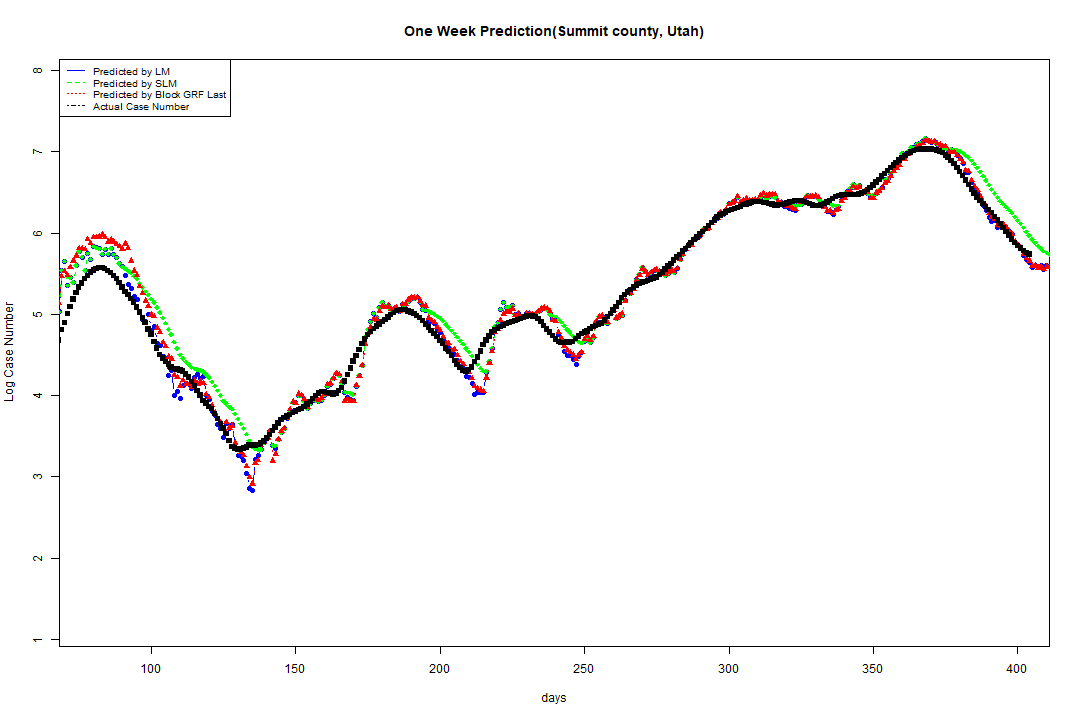 One Week Prediction(Summit county, Utah)
Predicted by LM
Predicted by SLM
Predicted by Block GRF Last
Actual Case Number
Log Case Number
8
7
6
5
4
3
2
1
100 150 200 250 300 350 400
days